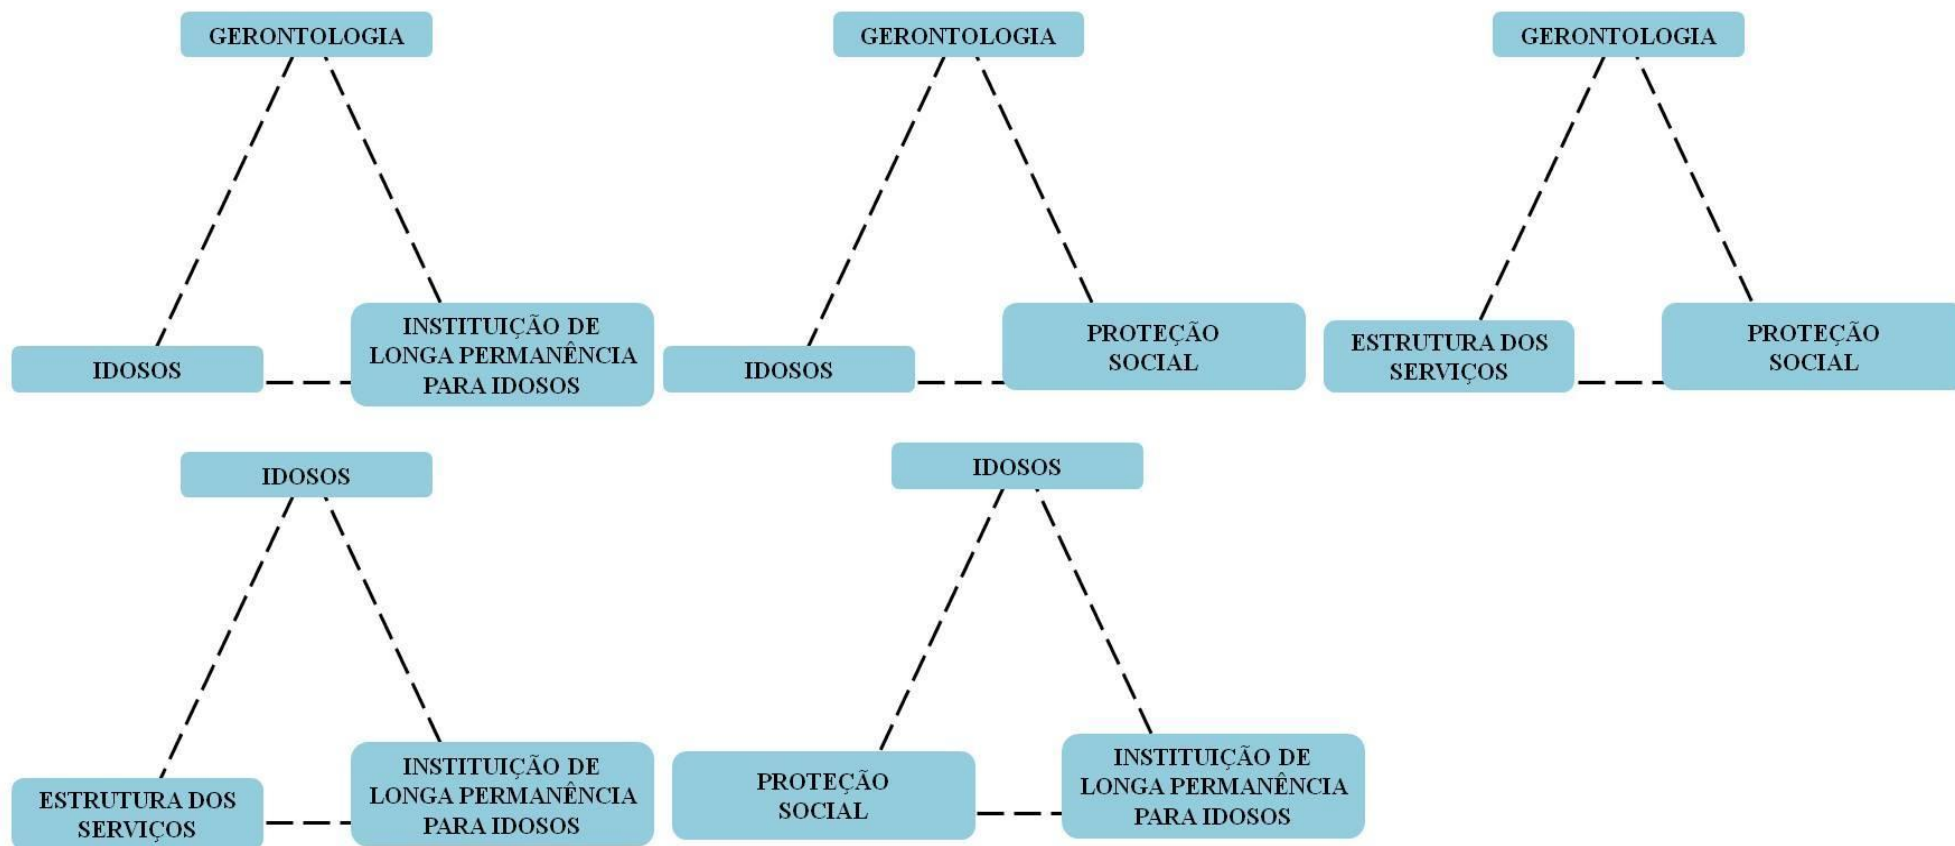 GERONTOLOGIA
IDOSOS
INSTITUIÇÃO DE
LONGA PERMANÊNCIA
PARA IDOSOS
GERONTOLOGIA
IDOSOS
PROTEÇÃO
SOCIAL
GERONTOLOGIA
ESTRUTURA DOS
SERVIÇOS
PROTEÇÃO
SOCIAL
IDOSOS
ESTRUTURA DOS
SERVIÇOS
INSTITUIÇÃO DE
LONGA PERMANÊNCIA
PARA IDOSOS
IDOSOS
PROTEÇÃO
SOCIAL
INSTITUIÇÃO DE
LONGA PERMANÊNCIA
PARA IDOSOS